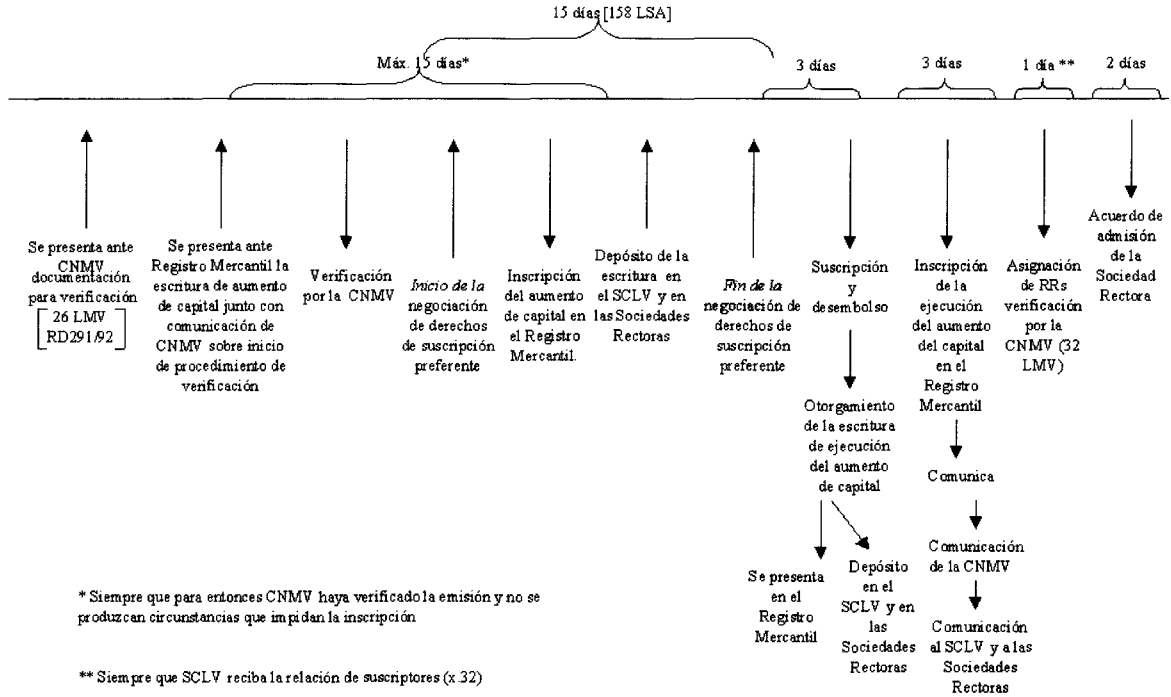 15 días [158 LSA]
Máx. 15 días*
3 días
3 días
1 día **
2 días
Se presenta ante
CNMV
documentación
para verificación
[26 LMV
RD291/92]
Se presenta ante
Registro Mercantil la
escritura de aumento
de capital junto con
comunicación de
CNMV sobre inicio
de procedimiento de
verificación
Verificación
por la CNMV
Inicio de la
negociación
de derechos
de suscripción
preferente
Inscripción
del aumento
de capital en
el Registro
Mercantil.
Depósito de la
escritura en
el SCLV y en
las Sociedades
Rectoras
Fin de la
negociación de
derechos de
suscripción
preferente
Suscripción
y
desembolso
Otorgamiento
de la escritura
de ejecución
del aumento
de capital
Se presenta
en el
Registro
Mercantil
Depósito
en el
SCLV y en
las
Sociedades
Rectoras
Inscripción
de la
ejecución
del aumento
del capital
en el
Registro
Mercantil
Comunica
Comunicación
de la CNMV
Comunicación
al SCLV y a las
Sociedades
Rectoras
Asignación
de RRs
verificación
por la
CNMV (32
LMV)
Acuerdo de
admisión
de la
Sociedad
Rectora
* Siempre que para entonces CNMV haya verificado la emisión y no se
produzcan circunstancias que impidan la inscripción
** Siempre que SCLV reciba la relación de suscriptores (x.32)